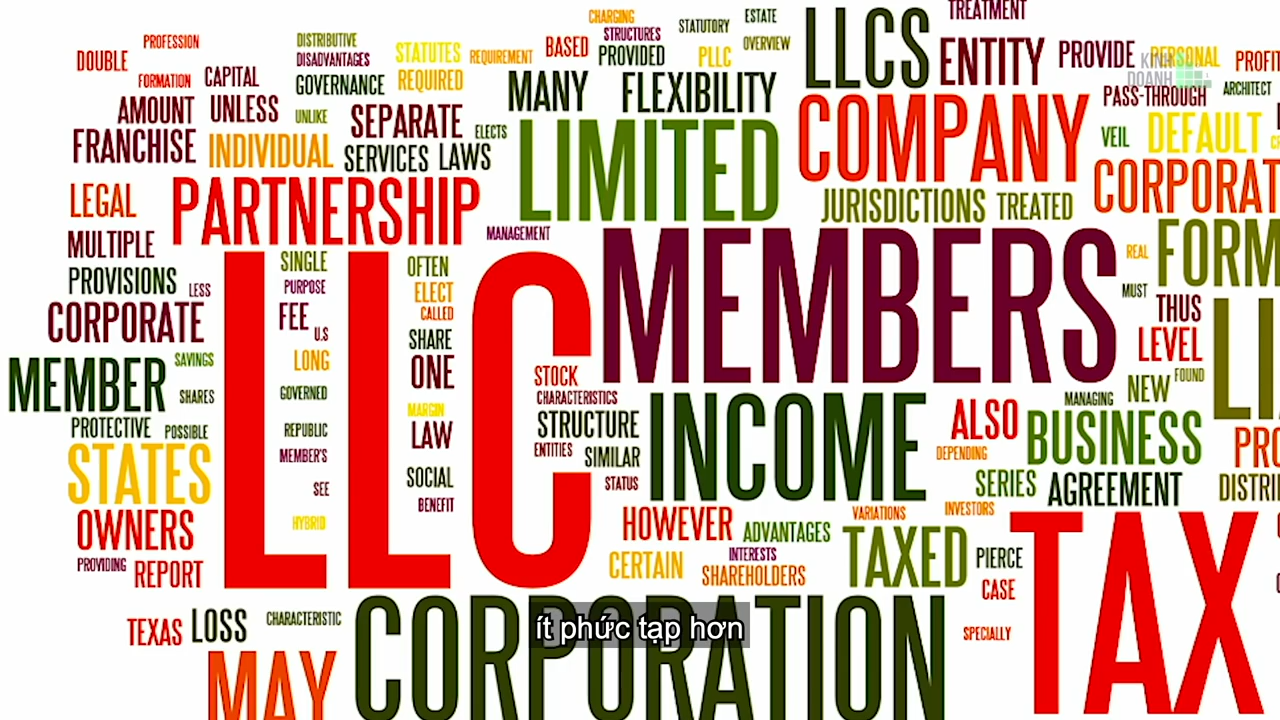 CHARGING
ESTATE
TREATMENT
PROFESSION
DISTRIBUTIVE
STRUCTURES
STATUTORY
LLCS
DOUBLE
DISADVANTAGES
STATUTES
REQUIREMENT
BASED
PROVIDED
PLLC
OVERVIEW
ENTITY
PROVIDE
PERSONAL
KINH
DOANH
FORMATION
CAPITAL
GOVERNANCE
REQUIRED
MANY
FLEXIBILITY
PASS-THROUGH
ARCHITECT
AMOUNT
UNLESS
UNLIKE
SEPARATE
ELECTS
LIMITED
COMPANY
VEIL
DEFAULT
FRANCHISE
INDIVIDUAL
SERVICES
LAWS
LEGAL
PARTNERSHIP
JURISDICTIONS
TREATED
MULTIPLE
MANAGEMENT
MEMBERS
REAL
FORM
PROVISIONS
LESS
SINGLE
OFTEN
PURPOSE
ELECT
MUST
THUS
CORPORATE
FEE
U.S
CALLED
LLC
SHARE
LEVEL
MEMBER
SAVINGS
LONG
ONE
STOCK
FOUND
SHARES
GOVERNED
CHARACTERISTICS
MANAGING
NEW
PROTECTIVE
POSSIBLE
REPUBLIC
MARGIN
LAW
STRUCTURE
INCOME
ALSO
BUSINESS
STATES
MEMBER'S
ENTITIES
SIMILAR
DEPENDING
SEE
SOCIAL
STATUS
SERIES
AGREEMENT
OWNERS
HYBRID
BENEFIT
HOWEVER
ADVANTAGES
VARIATIONS
INVESTORS
TAX
PROVIDING
REPORT
CERTAIN
INTERESTS
SHAREHOLDERS
TAXED
PIERCE
CASE
TEXAS
LOSS
CHARACTERISTIC
CORPORATION
SPECIALLY
MAY
ít phức tạp hơn